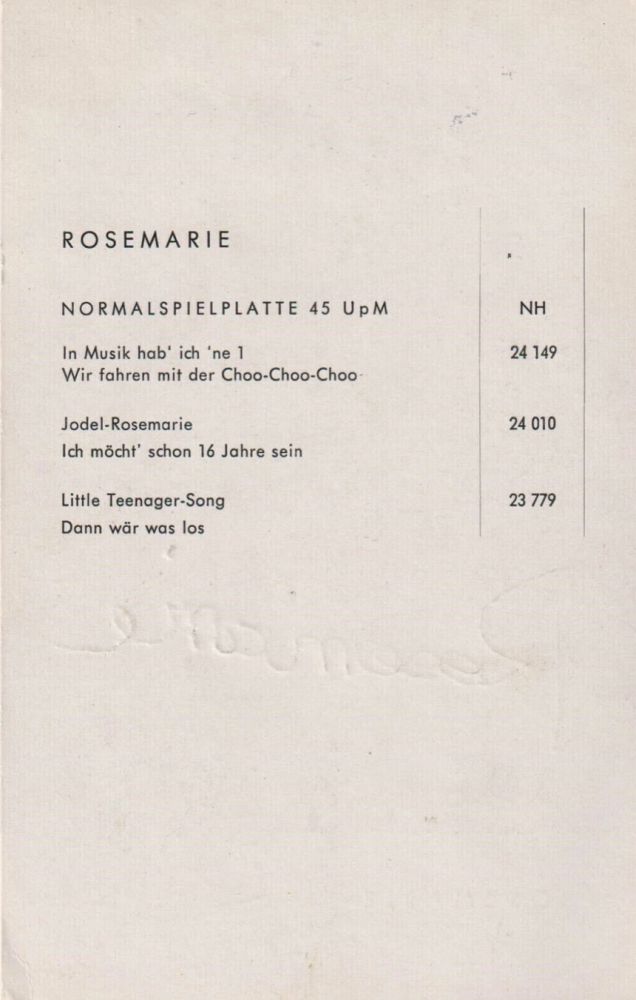 ROSEMARIE
NORMALSPIELPLATTE 45 UpM NH
In Musik hab' ich 'ne 1 24 149
Wir fahren mit der Choo-Choo-Choo
Jodel-Rosemarie 24 010
Ich möcht' schon 16 Jahre sein
Little Teenager-Song 23 779
Dann wär was los
Rosemarie